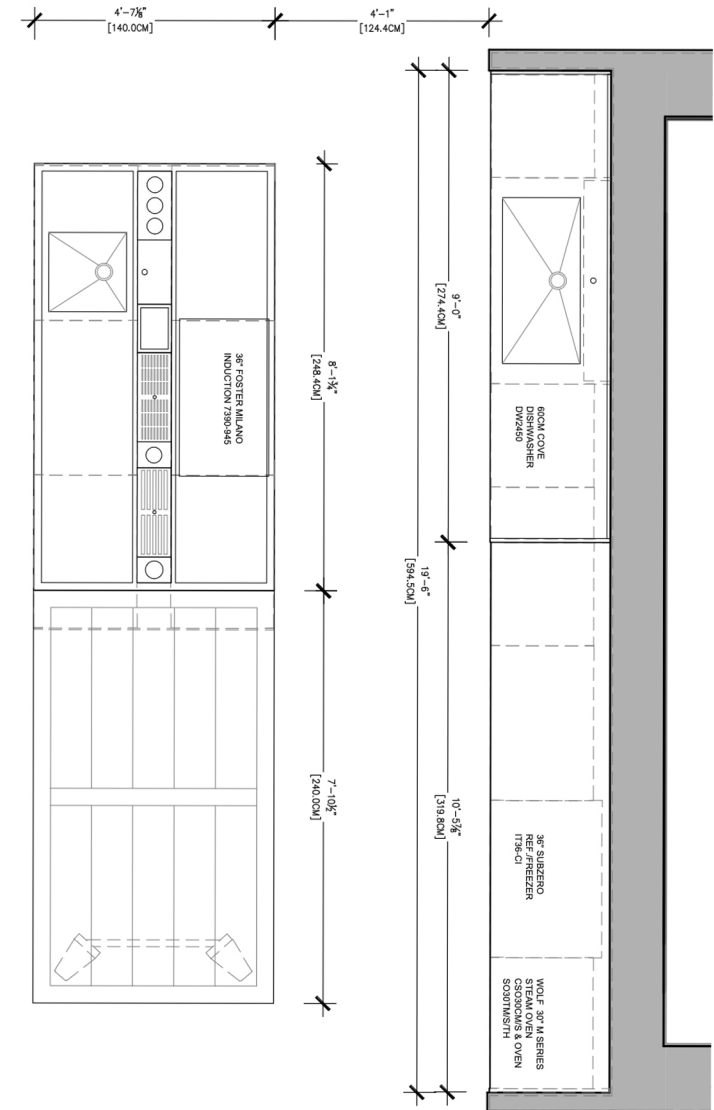 4'-7⅞"
[140.0CM]
4'-1"
[124.4CM]
9'-0"
[274.4CM]
8'-1¾"
[248.4CM]
36" FOSTER MILANO
INDUCTION 7390-945
60CM COVE
DISHWASHER
DW2450
19'-6"
[594.5CM]
7'-10½"
[240.0CM]
10'-5⅞"
[319.8CM]
36" SUBZERO
REF./FREEZER
IT36-CI
WOLF 30" M SERIES
STEAM OVEN
CSO30CM/S & OVEN
SO30TM/S/TH